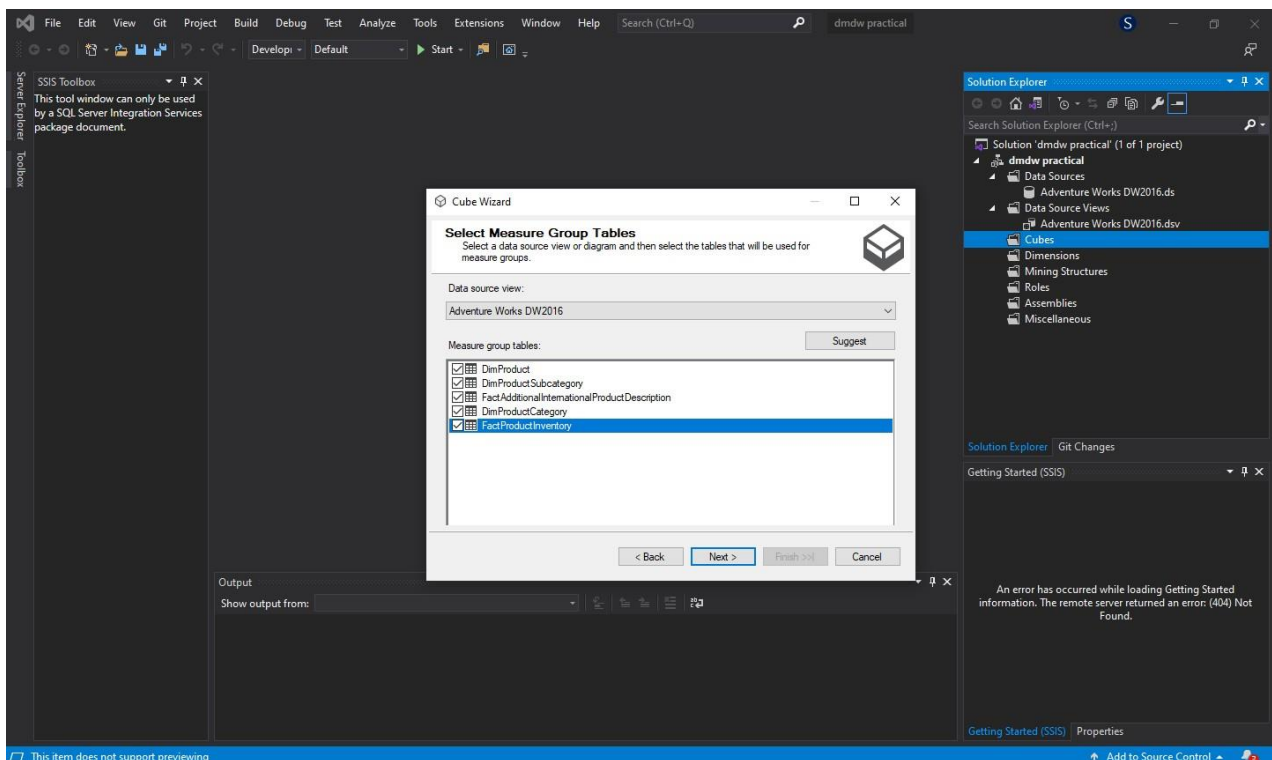 File Edit View Git Project Build Debug Test Analyze Tools Extensions Window Help Search (Ctrl+Q) dmdw practical S
Developi Default Start
Server Explorer
Toolbox
SSIS Toolbox
This tool window can only be used
by a SQL Server Integration Services
package document.
Cube Wizard
Select Measure Group Tables
Select a data source view or diagram and then select the tables that will be used for
measure groups.
Data source view:
Adventure Works DW2016
Measure group tables:
Suggest
DimProduct
DimProductSubcategory
FactAdditionalInternationalProductDescription
DimProductCategory
FactProductInventory
< Back Next > Finish >>| Cancel
Output
Show output from:
Solution Explorer
Search Solution Explorer (Ctrl+;)
Solution 'dmdw practical' (1 of 1 project)
dmdw practical
Data Sources
Adventure Works DW2016.ds
Data Source Views
Adventure Works DW2016.dsv
Cubes
Dimensions
Mining Structures
Roles
Assemblies
Miscellaneous
Solution Explorer Git Changes
Getting Started (SSIS)
An error has occurred while loading Getting Started
information. The remote server returned an error: (404) Not
Found.
Getting Started (SSIS) Properties
This item does not support previewing Add to Source Control